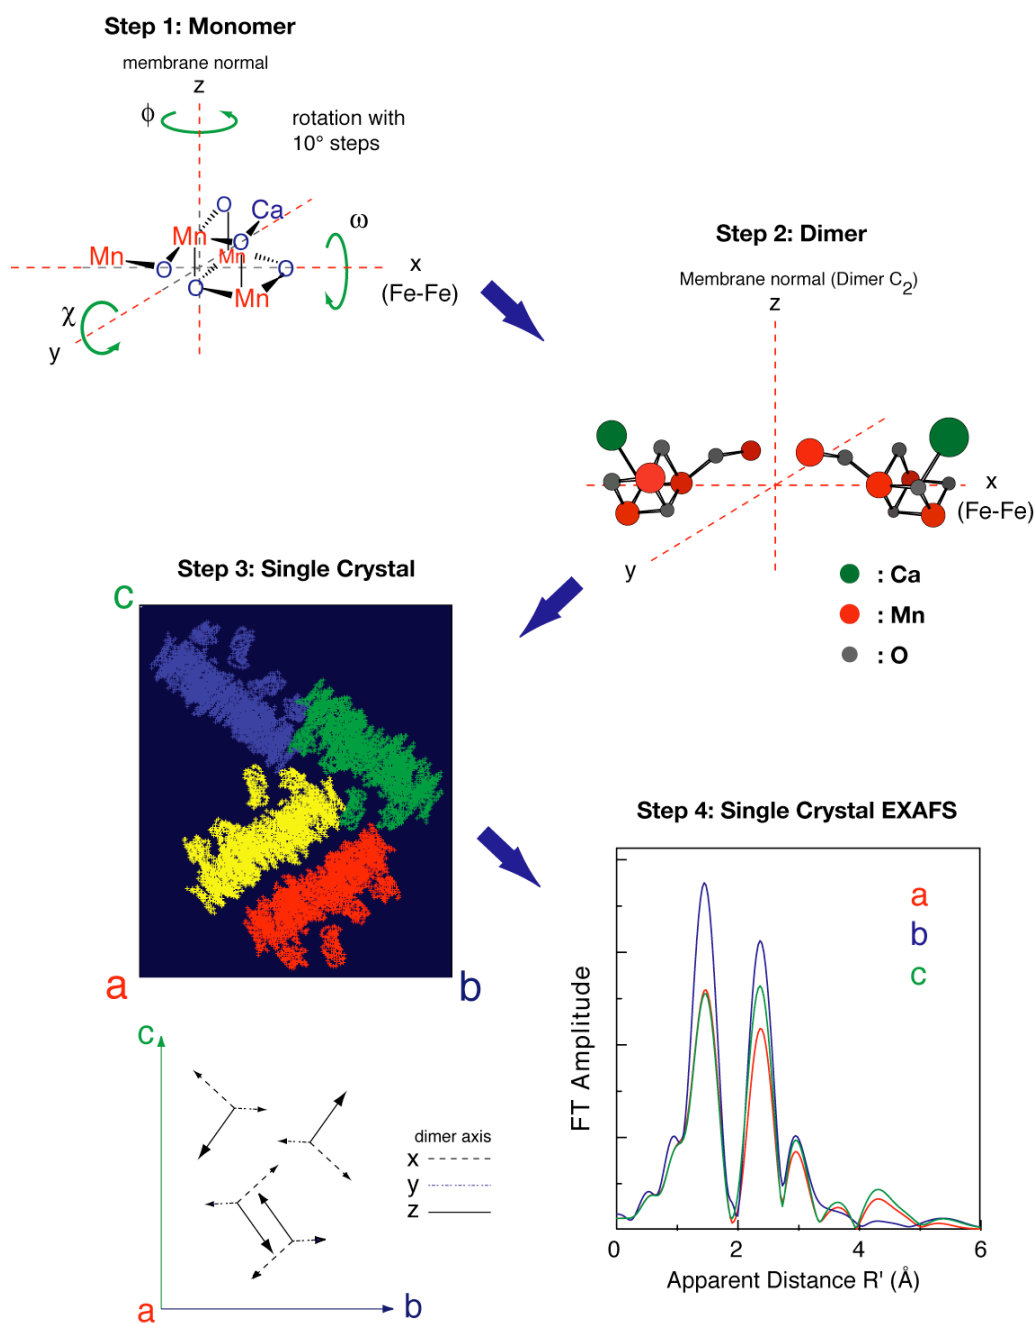 Step 1: Monomer
membrane normal
z
ϕ
rotation with
10° steps
O
Ca
ω
Mn
O
Mn
Mn
O
O
x
(Fe-Fe)
O
Mn
χ
y
Step 2: Dimer
Membrane normal (Dimer C2)
z
x
(Fe-Fe)
y
: Ca
: Mn
: O
Step 3: Single Crystal
c
a
b
c
dimer axis
x
y
z
a
b
Step 4: Single Crystal EXAFS
a
b
c
FT Amplitude
0 2 4 6
Apparent Distance R' (Å)